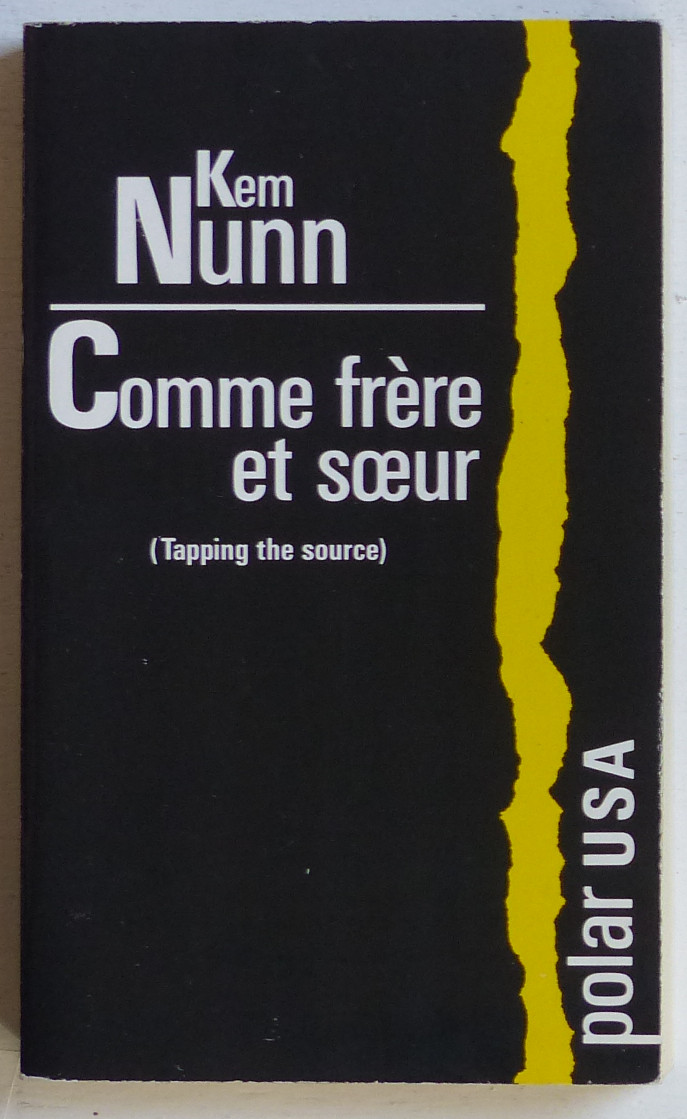 Kem
Nunn
Comme frère
et sœur
(Tapping the source)
polar USA